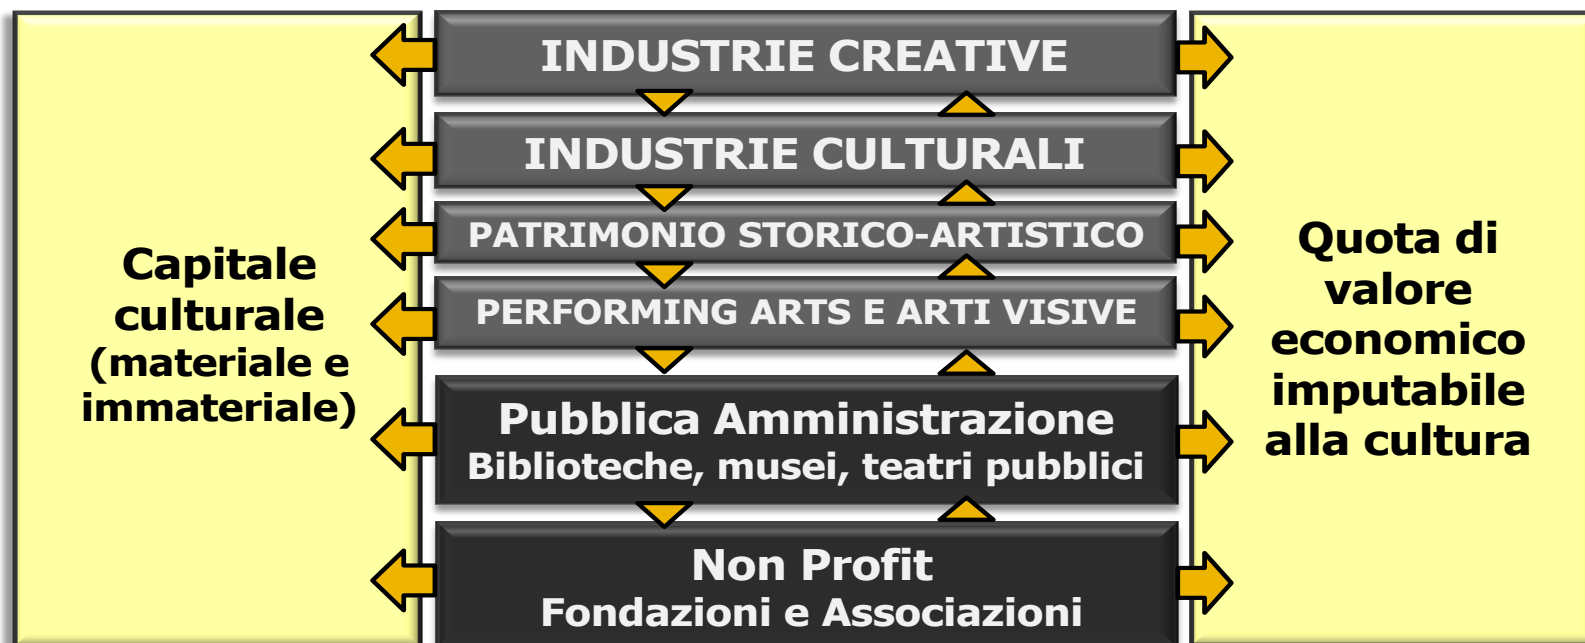 INDUSTRIE CREATIVE
INDUSTRIE CULTURALI
PATRIMONIO STORICO-ARTISTICO
PERFORMING ARTS E ARTI VISIVE
Pubblica Amministrazione
Biblioteche, musei, teatri pubblici
Non Profit
Fondazioni e Associazioni
Capitale
culturale
(materiale e
immateriale)
Quota di
valore
economico
imputabile
alla cultura